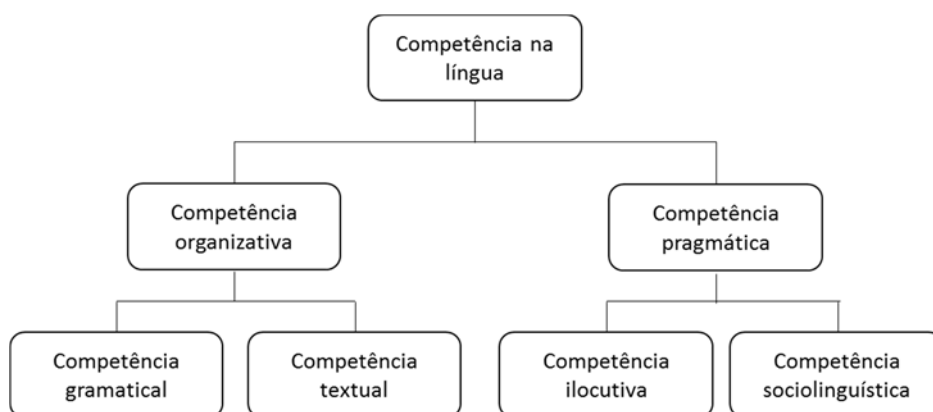 Competência na
língua
Competência
organizativa
Competência
pragmática
Competência
gramatical
Competência
textual
Competência
ilocutiva
Competência
sociolinguística